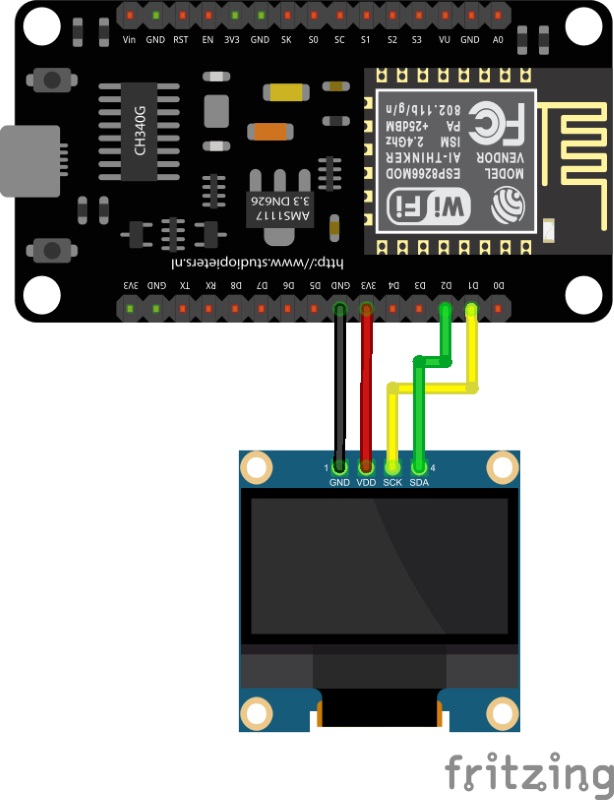 Vin GND RST EN 3V3 GND SK S0 SC S1 S2 S3 VU GND A0
CH340G
AMS1117
3.3 DN626
MODEL ESP8266MOD
VENDOR AI-THINKER
ISM 2.4GHz
PA +25dBM
802.11b/g/n
FC
Wi Fi
http://www.studiopieters.nl
3V3 GND TX RX D8 D7 D6 D5 GND 3V3 D4 D3 D2 D1 D0
1 4
GND VDD SCK SDA
fritzing